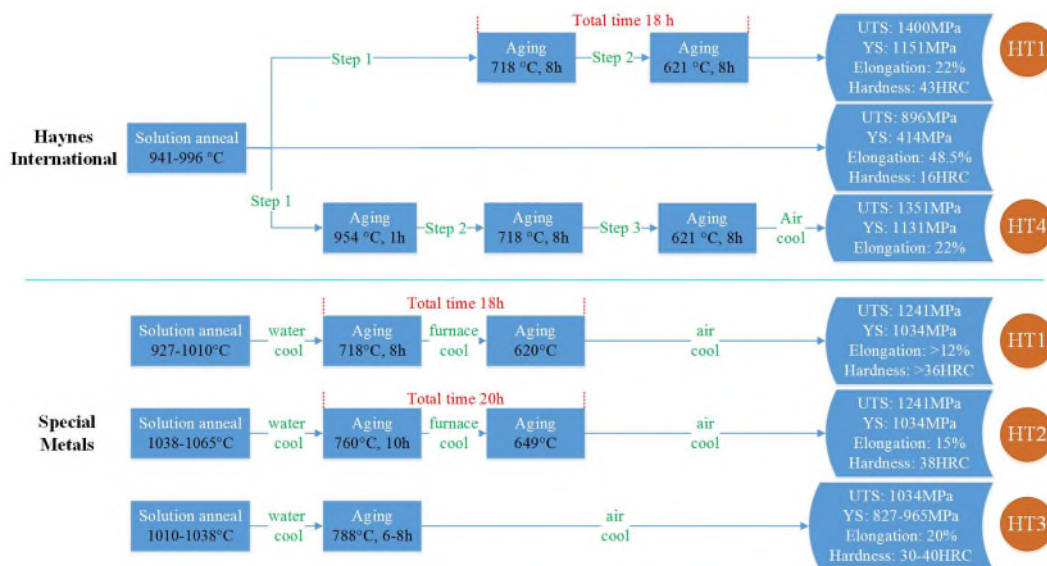 Total time 18 h
Step 1
Aging
718 °C, 8h
Step 2
Aging
621 °C, 8h
UTS: 1400MPa
YS: 1151MPa
Elongation: 22%
Hardness: 43HRC
HT1
Haynes
International
Solution anneal
941-996 °C
UTS: 896MPa
YS: 414MPa
Elongation: 48.5%
Hardness: 16HRC
Step 1
Aging
954 °C, 1h
Step 2
Aging
718 °C, 8h
Step 3
Aging
621 °C, 8h
Air
cool
UTS: 1351MPa
YS: 1131MPa
Elongation: 22%
HT4
Total time 18h
Solution anneal
927-1010°C
water
cool
Aging
718°C, 8h
furnace
cool
Aging
620°C
air
cool
UTS: 1241MPa
YS: 1034MPa
Elongation: >12%
Hardness: >36HRC
HT1
Special
Metals
Total time 20h
Solution anneal
1038-1065°C
water
cool
Aging
760°C, 10h
furnace
cool
Aging
649°C
air
cool
UTS: 1241MPa
YS: 1034MPa
Elongation: 15%
Hardness: 38HRC
HT2
Solution anneal
1010-1038°C
water
cool
Aging
788°C, 6-8h
air
cool
UTS: 1034MPa
YS: 827-965MPa
Elongation: 20%
Hardness: 30-40HRC
HT3